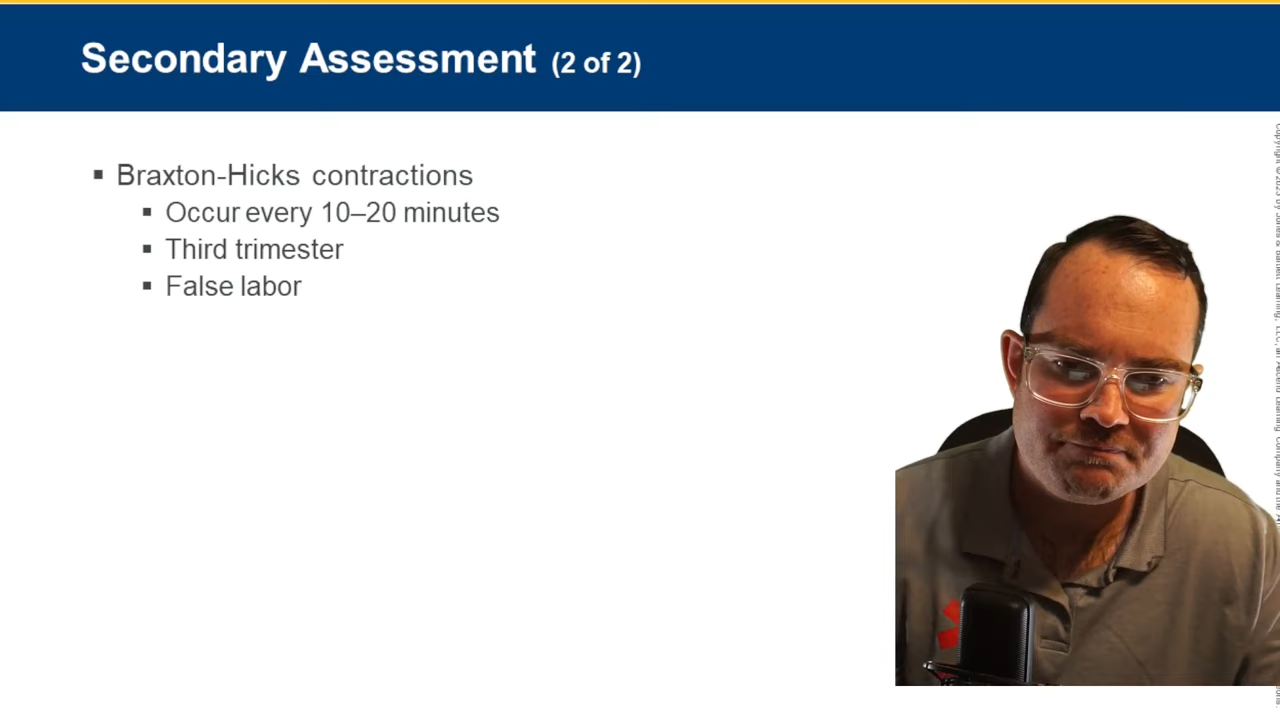 Secondary Assessment (2 of 2)
▪ Braxton-Hicks contractions
▪ Occur every 10–20 minutes
▪ Third trimester
▪ False labor